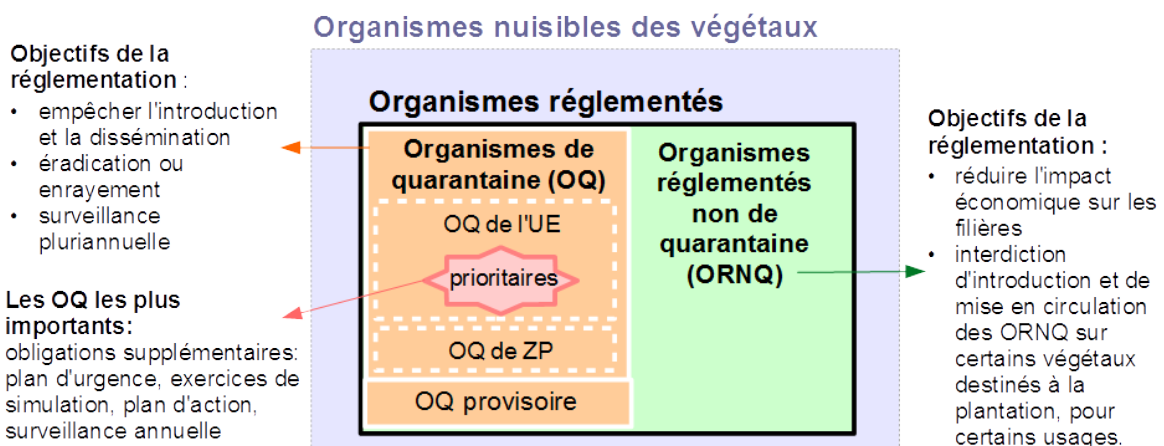 Organismes nuisibles des végétaux
Objectifs de la
réglementation :
• empêcher l'introduction
et la dissémination
• éradication ou
enrayement
• surveillance
pluriannuelle
Les OQ les plus
importants:
obligations supplémentaires:
plan d'urgence, exercices de
simulation, plan d'action,
surveillance annuelle
Organismes réglementés
Organismes de
quarantaine (OQ)
OQ de l'UE
prioritaires
OQ de ZP
OQ provisoire
Organismes
réglementés
non de
quarantaine
(ORNQ)
Objectifs de la
réglementation :
• réduire l'impact
économique sur les
filières
• interdiction
d'introduction et de
mise en circulation
des ORNQ sur
certains végétaux
destinés à la
plantation, pour
certains usages.